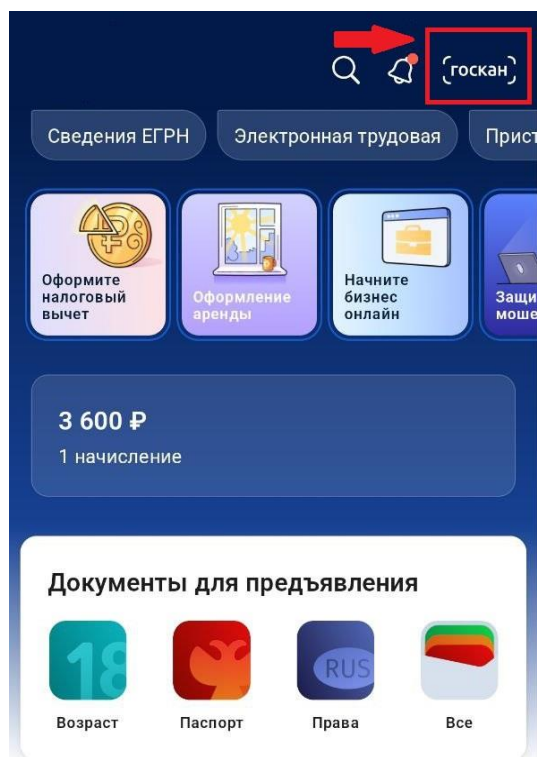 госкан
Сведения ЕГРН
Электронная трудовая
Прист
Оформите
налоговый
вычет
Оформление
аренды
Начните
бизнес
онлайн
Защи
моше
3 600 ₽
1 начисление
Документы для предъявления
18
RUS
Возраст
Паспорт
Права
Все